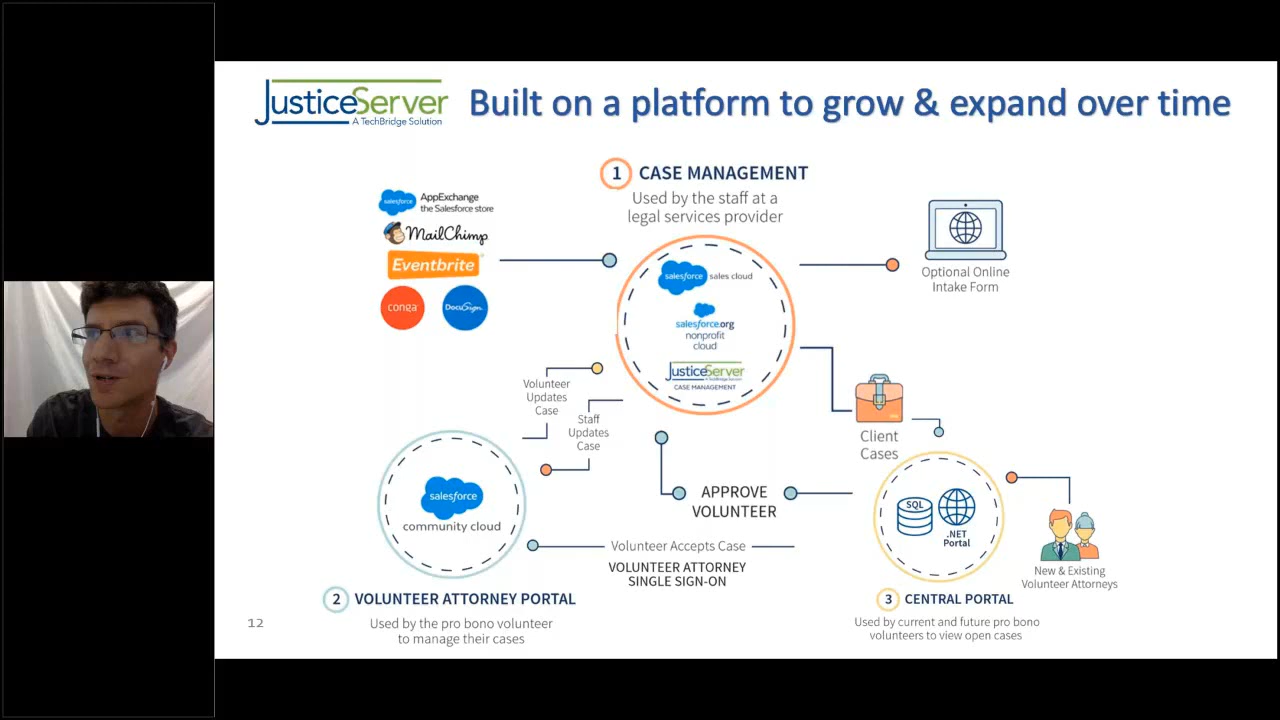 JusticeServer
A TechBridge Solution
Built on a platform to grow & expand over time
1 CASE MANAGEMENT
Used by the staff at a
legal services provider
salesforce
AppExchange
the Salesforce store
MailChimp
Eventbrite
conga
DocuSign
salesforce sales cloud
salesforce.org
nonprofit
cloud
JusticeServer
A TechBridge Solution
CASE MANAGEMENT
Optional Online
Intake Form
Volunteer
Updates
Case
Staff
Updates
Case
Client
Cases
salesforce
community cloud
APPROVE
VOLUNTEER
SQL
.NET
Portal
Volunteer Accepts Case
VOLUNTEER ATTORNEY
SINGLE SIGN-ON
New & Existing
Volunteer Attorneys
2 VOLUNTEER ATTORNEY PORTAL
Used by the pro bono volunteer
to manage their cases
3 CENTRAL PORTAL
Used by current and future pro bono
volunteers to view open cases
12